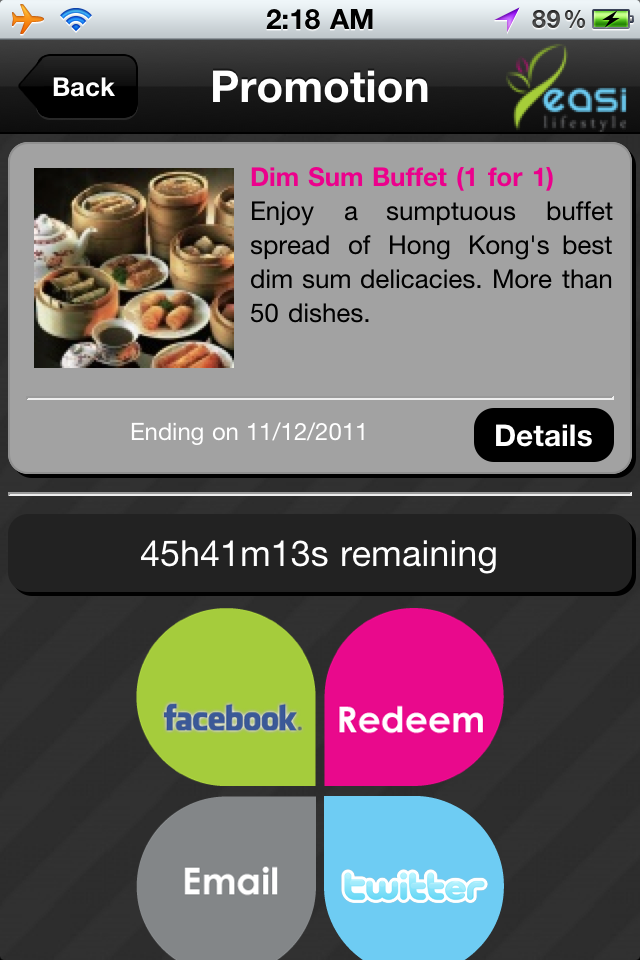 2:18 AM
89%
Back
Promotion
easi
lifestyle
Dim Sum Buffet (1 for 1)
Enjoy a sumptuous buffet
spread of Hong Kong's best
dim sum delicacies. More than
50 dishes.
Ending on 11/12/2011
Details
45h41m13s remaining
facebook.
Redeem
Email
twitter